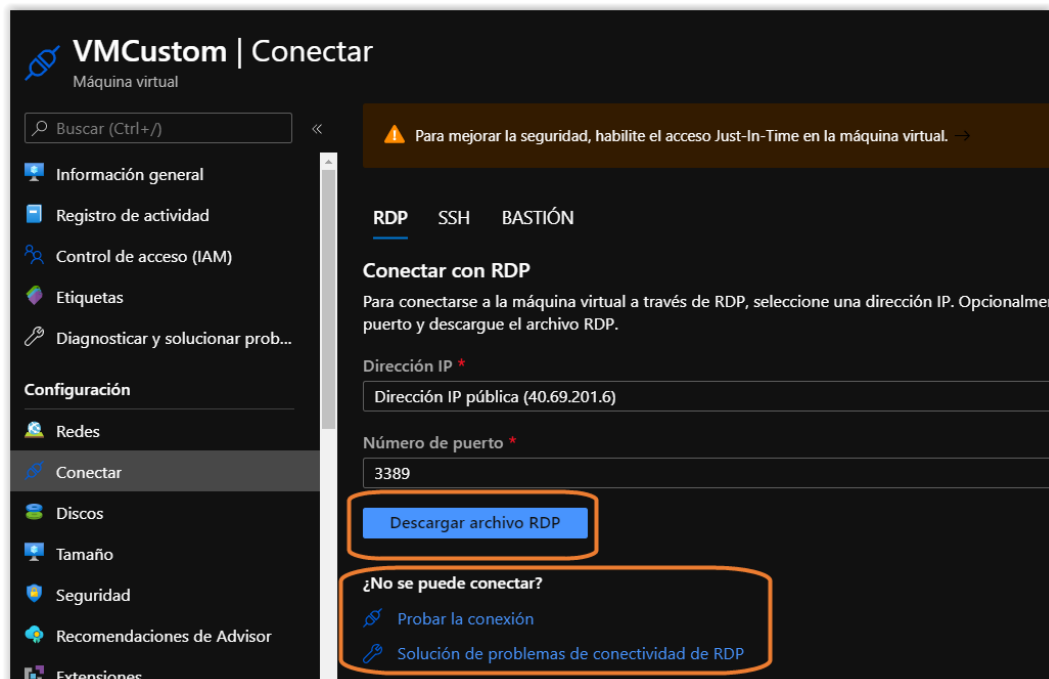 VMCustom | Conectar
Máquina virtual
Buscar (Ctrl+/)
«
Información general
Registro de actividad
Control de acceso (IAM)
Etiquetas
Diagnosticar y solucionar prob...
Configuración
Redes
Conectar
Discos
Tamaño
Seguridad
Recomendaciones de Advisor
Extensiones
Para mejorar la seguridad, habilite el acceso Just-In-Time en la máquina virtual. →
RDP SSH BASTIÓN
Conectar con RDP
Para conectarse a la máquina virtual a través de RDP, seleccione una dirección IP. Opcionalme
puerto y descargue el archivo RDP.
Dirección IP *
Dirección IP pública (40.69.201.6)
Número de puerto *
3389
Descargar archivo RDP
¿No se puede conectar?
Probar la conexión
Solución de problemas de conectividad de RDP